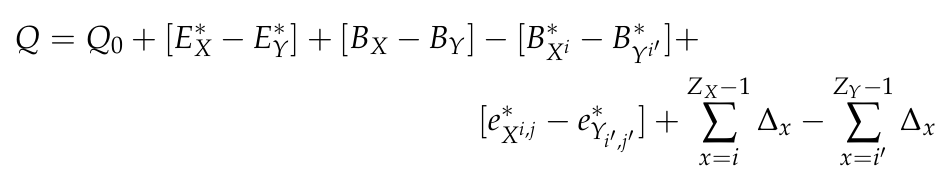 Q = Q_0 + [E^*_X − E^*_Y] + [B_X − B_Y] − [B^*_{X^i} − B^*_{Y^{i'}}] +
[e^*_{X^{i,j}} − e^*_{Y_{i',j'}}] + \sum_{x=i}^{Z_X−1} Δ_x − \sum_{x=i'}^{Z_Y−1} Δ_x